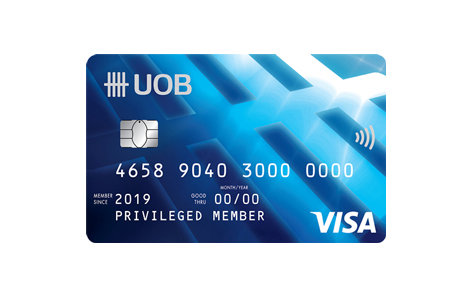 UOB
4658 9040 3000 0000
MONTH/YEAR
MEMBER SINCE 2019 GOOD THRU 00/00
PRIVILEGED MEMBER
VISA